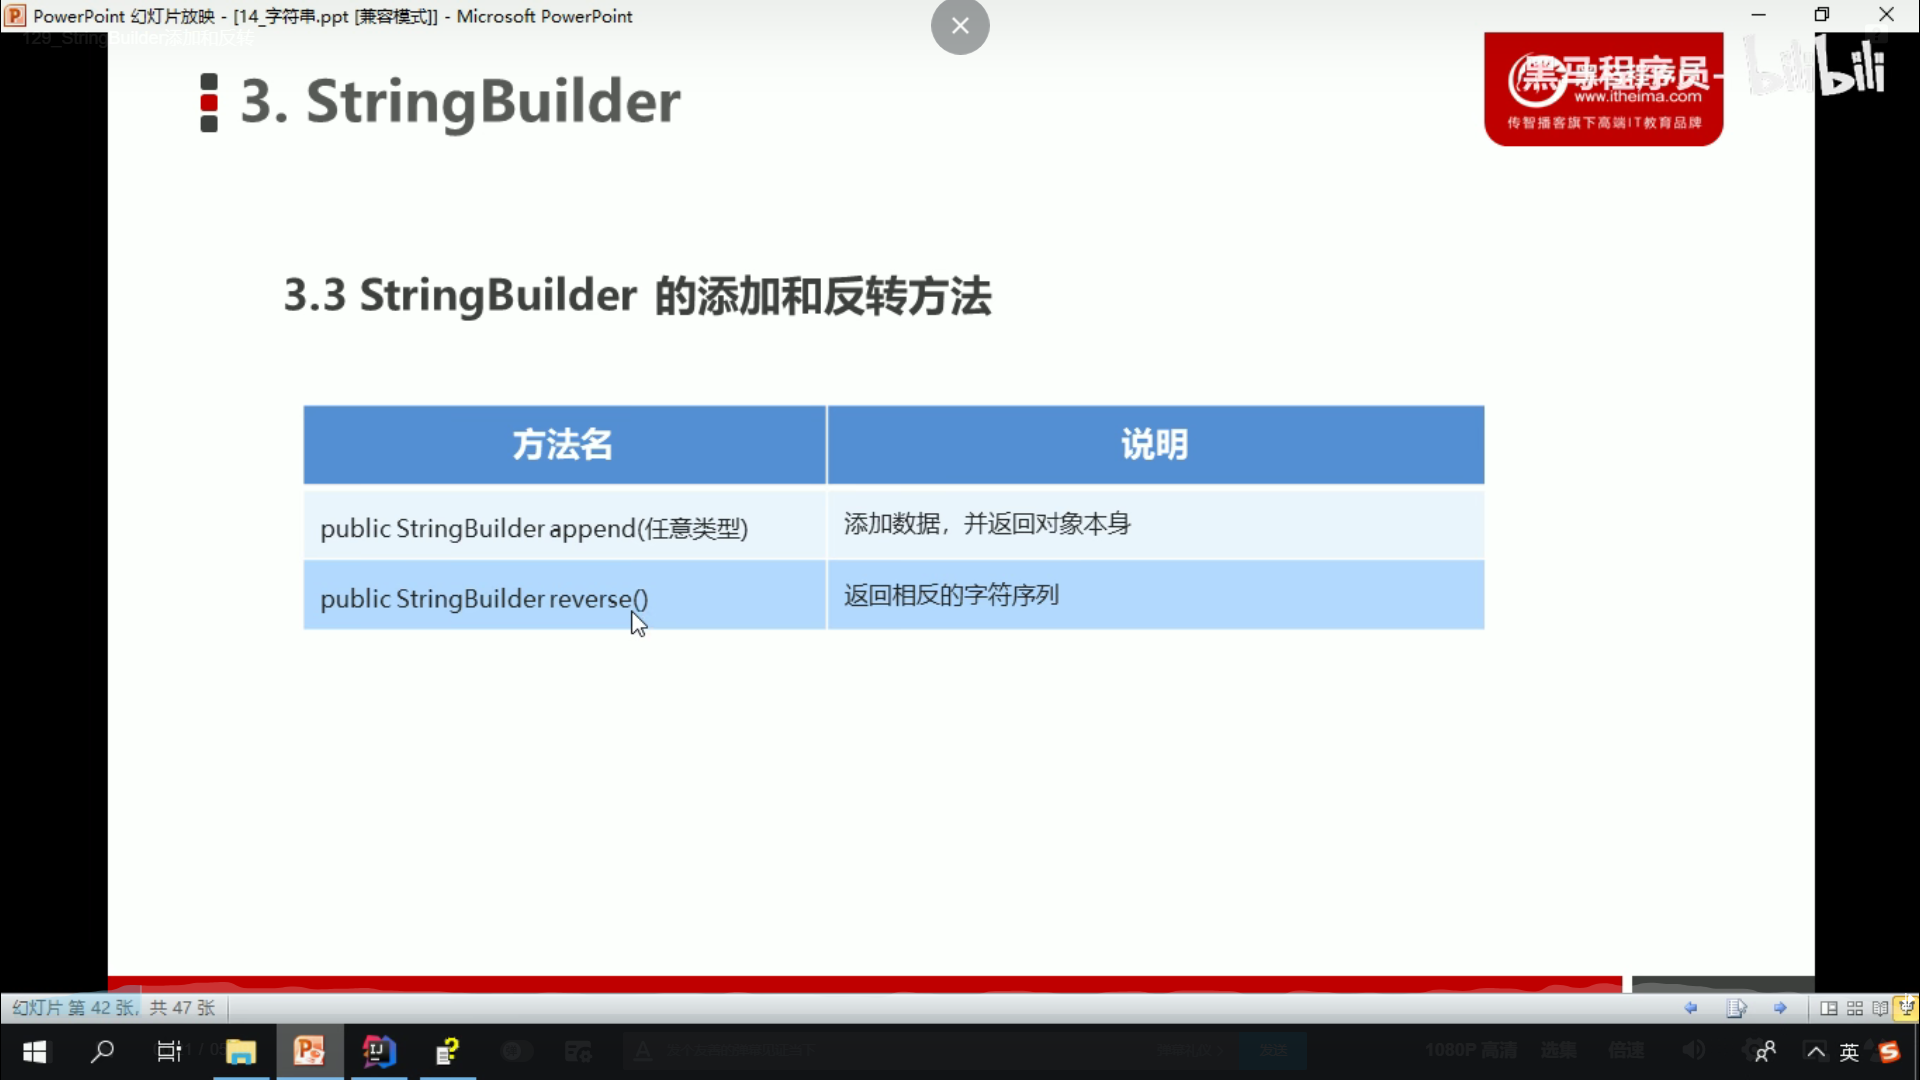 PowerPoint 幻灯片放映 - [14_字符串.ppt [兼容模式]] - Microsoft PowerPoint
129_StringBuilder添加和反转
3. StringBuilder
黑马程序员-
www.itheima.com
传智播客旗下高端IT教育品牌
bilibili
3.3 StringBuilder 的添加和反转方法
方法名
说明
public StringBuilder append(任意类型)
添加数据，并返回对象本身
public StringBuilder reverse()
返回相反的字符序列
幻灯片 第 42 张，共 47 张
1080P 高清
选集
倍速
发送
英